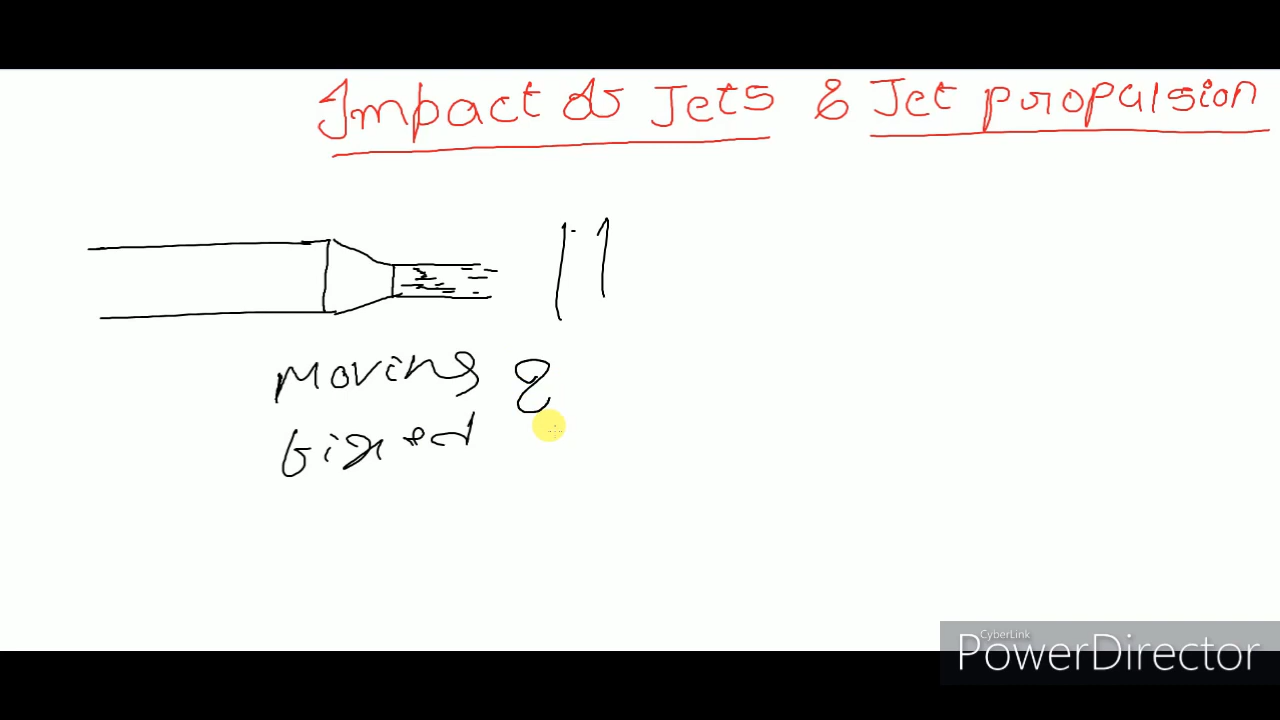 Impact of Jets & Jet propulsion
Moving &
fixed
CyberLink
PowerDirector